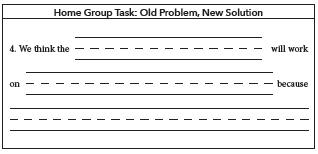 Home Group Task: Old Problem, New Solution
4. We think the will work
on because